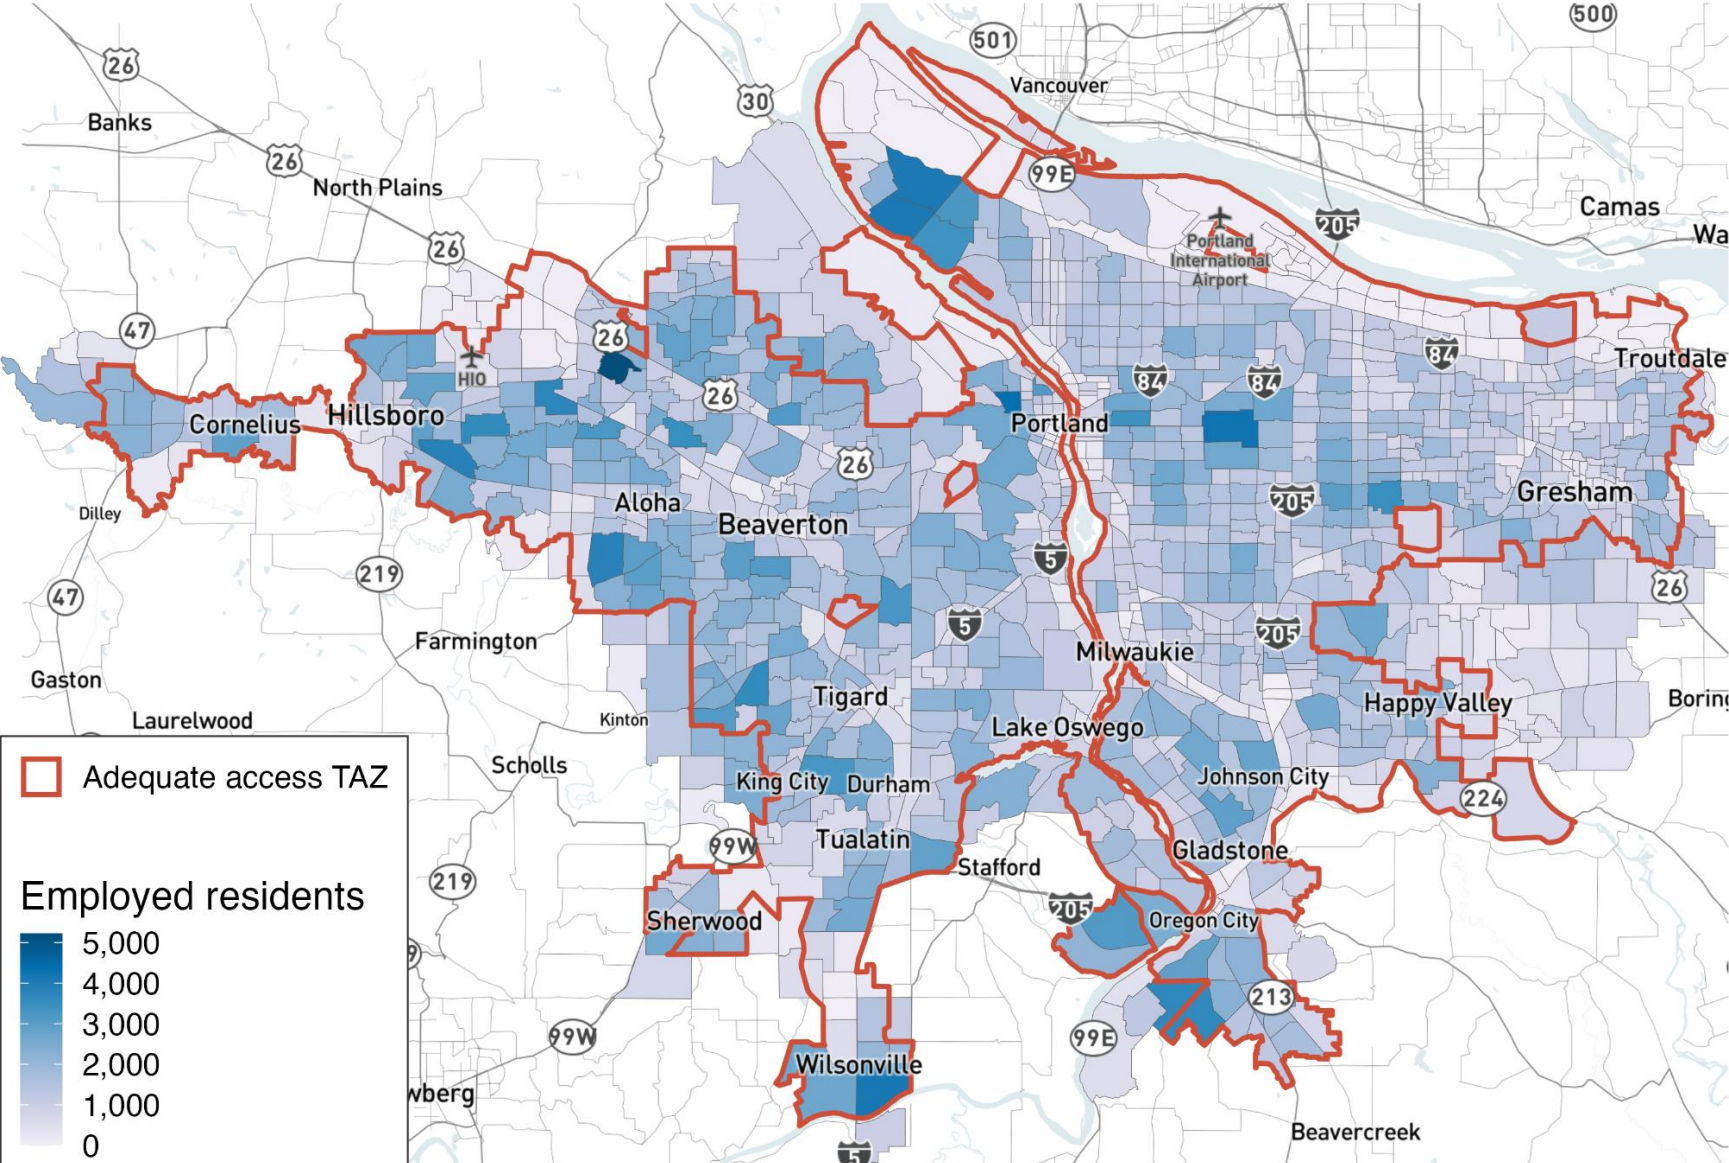 500
501
26
Vancouver
30
Banks
26
99E
North Plains
Camas
205
26
Portland
International
Airport
47
26
84
Troutdale
HIO
84
84
26
Cornelius
Hillsboro
Portland
26
Gresham
205
Aloha
Dilley
Beaverton
5
219
26
47
5
205
Farmington
Milwaukie
Gaston
Tigard
Happy Valley
Boring
Laurelwood
Kinton
Lake Oswego
Scholls
Johnson City
Adequate access TAZ
King City
Durham
224
Tualatin
99W
Gladstone
Stafford
219
Employed residents
205
Sherwood
Oregon City
5,000
4,000
213
3,000
99W
99E
2,000
Wilsonville
1,000
wberg
Beavercreek
0
5